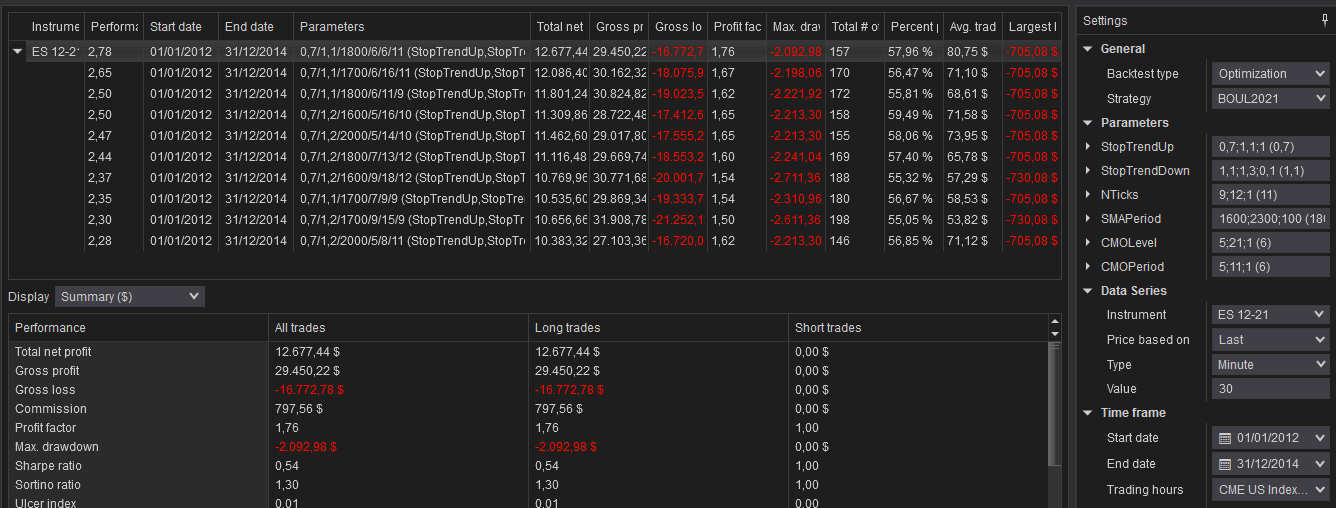 Instrume Performa Start date End date Parameters Total net Gross pr Gross lo Profit fac Max. draw Total # of Percent p Avg. trad Largest l
ES 12-21 2,78 01/01/2012 31/12/2014 0,7/1,1/1800/6/6/11 (StopTrendUp,StopTr 12.677,44 29.450,22 -16.772,7 1,76 -2.092,98 157 57,96 % 80,75 $ -705,08 $
2,65 01/01/2012 31/12/2014 0,7/1,1/1700/6/16/11 (StopTrendUp,StopT 12.086,40 30.162,32 -18.075,9 1,67 -2.198,06 170 56,47 % 71,10 $ -705,08 $
2,50 01/01/2012 31/12/2014 0,7/1,1/1800/6/11/9 (StopTrendUp,StopTr 11.801,24 30.824,82 -19.023,5 1,62 -2.221,92 172 55,81 % 68,61 $ -705,08 $
2,50 01/01/2012 31/12/2014 0,7/1,2/1600/5/16/10 (StopTrendUp,StopT 11.309,86 28.722,48 -17.412,6 1,65 -2.213,30 158 59,49 % 71,58 $ -705,08 $
2,47 01/01/2012 31/12/2014 0,7/1,2/2000/5/14/10 (StopTrendUp,StopT 11.462,60 29.017,80 -17.555,2 1,65 -2.213,30 155 58,06 % 73,95 $ -705,08 $
2,44 01/01/2012 31/12/2014 0,7/1,2/1800/7/13/12 (StopTrendUp,StopT 11.116,48 29.669,74 -18.553,2 1,60 -2.241,04 169 57,40 % 65,78 $ -705,08 $
2,37 01/01/2012 31/12/2014 0,7/1,2/1600/9/18/12 (StopTrendUp,StopT 10.769,96 30.771,68 -20.001,7 1,54 -2.711,36 188 55,32 % 57,29 $ -730,08 $
2,35 01/01/2012 31/12/2014 0,7/1,1/1700/7/9/9 (StopTrendUp,StopTre 10.535,60 29.869,34 -19.333,7 1,54 -2.310,96 180 56,67 % 58,53 $ -705,08 $
2,30 01/01/2012 31/12/2014 0,7/1,2/1700/9/15/9 (StopTrendUp,StopTr 10.656,66 31.908,78 -21.252,1 1,50 -2.611,36 198 55,05 % 53,82 $ -730,08 $
2,28 01/01/2012 31/12/2014 0,7/1,2/2000/5/8/11 (StopTrendUp,StopTr 10.383,32 27.103,36 -16.720,0 1,62 -2.213,30 146 56,85 % 71,12 $ -705,08 $
Display Summary ($)
Performance All trades Long trades Short trades
Total net profit 12.677,44 $ 12.677,44 $ 0,00 $
Gross profit 29.450,22 $ 29.450,22 $ 0,00 $
Gross loss -16.772,78 $ -16.772,78 $ 0,00 $
Commission 797,56 $ 797,56 $ 0,00 $
Profit factor 1,76 1,76 1,00
Max. drawdown -2.092,98 $ -2.092,98 $ 0,00 $
Sharpe ratio 0,54 0,54 1,00
Sortino ratio 1,30 1,30 1,00
Ulcer index 0,01 0,01 0,00
Settings
General
Backtest type Optimization
Strategy BOUL2021
Parameters
StopTrendUp 0,7;1,1;1 (0,7)
StopTrendDown 1,1;1,3;0,1 (1,1)
NTicks 9;12;1 (11)
SMAPeriod 1600;2300;100 (180
CMOLevel 5;21;1 (6)
CMOPeriod 5;11;1 (6)
Data Series
Instrument ES 12-21
Price based on Last
Type Minute
Value 30
Time frame
Start date 01/01/2012
End date 31/12/2014
Trading hours CME US Index...